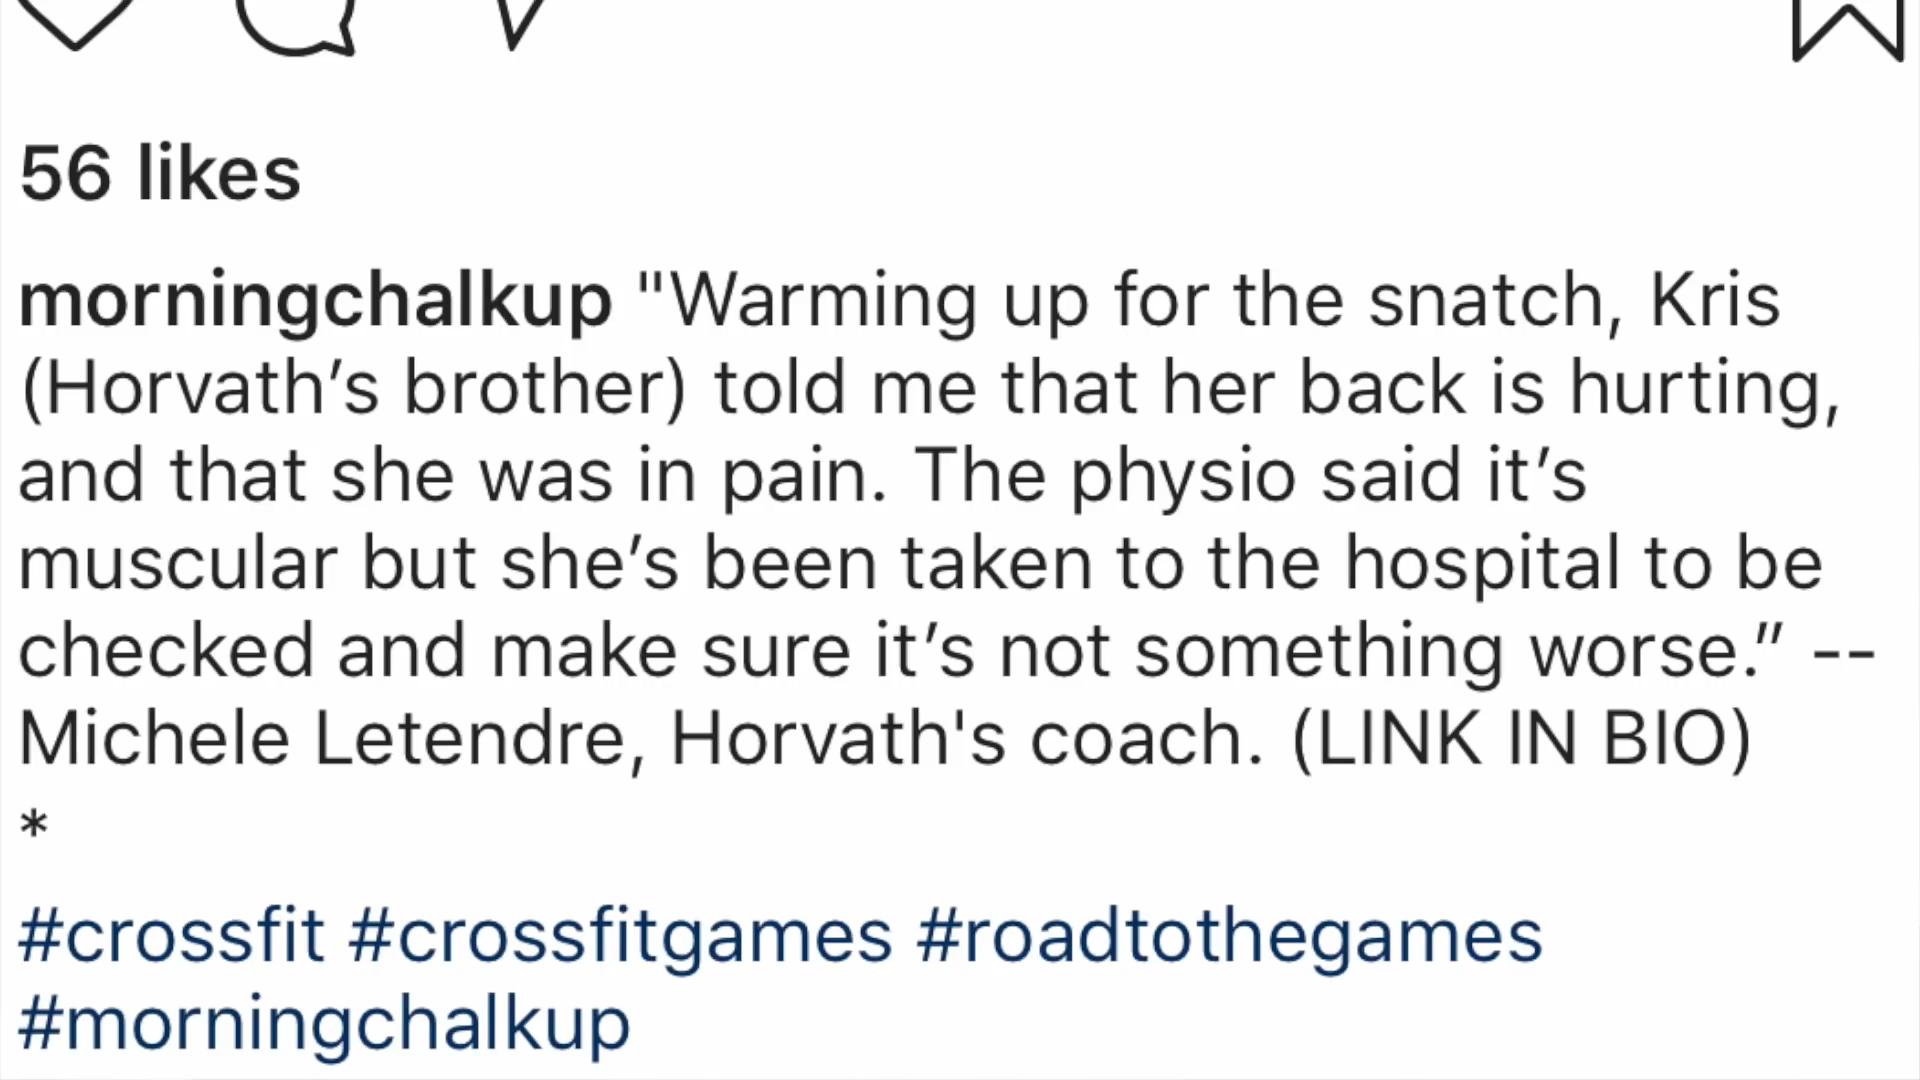 56 likes
morningchalkup "Warming up for the snatch, Kris
(Horvath’s brother) told me that her back is hurting,
and that she was in pain. The physio said it’s
muscular but she’s been taken to the hospital to be
checked and make sure it’s not something worse.” --
Michele Letendre, Horvath's coach. (LINK IN BIO)
*
#crossfit #crossfitgames #roadtothegames
#morningchalkup